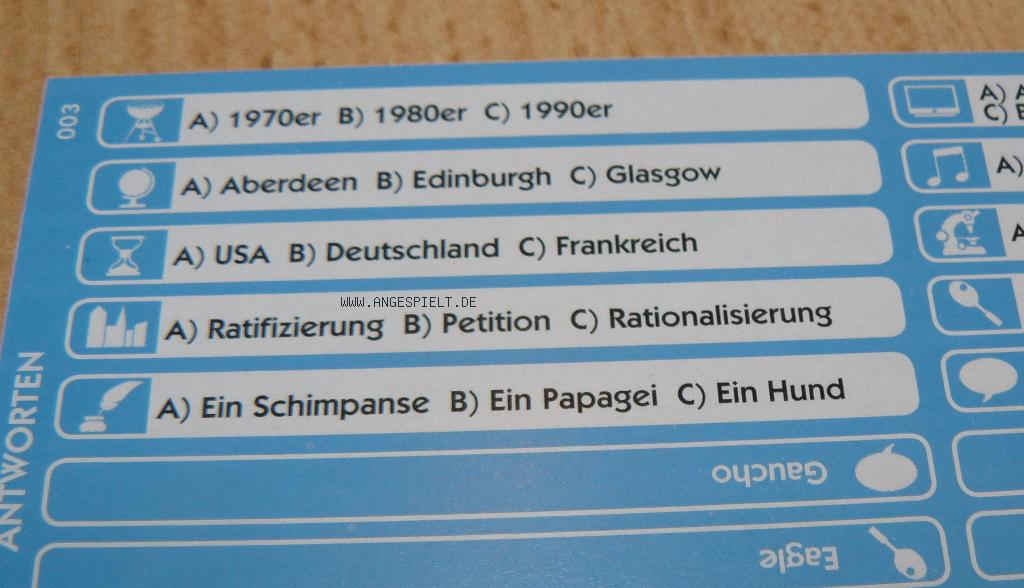 003
A) 1970er B) 1980er C) 1990er
A) Aberdeen B) Edinburgh C) Glasgow
A) USA B) Deutschland C) Frankreich
WWW.ANGESPIELT.DE
A) Ratifizierung B) Petition C) Rationalisierung
A) Ein Schimpanse B) Ein Papagei C) Ein Hund
ANTWORTEN
Gaucho
Eagle
A)
C)
A)